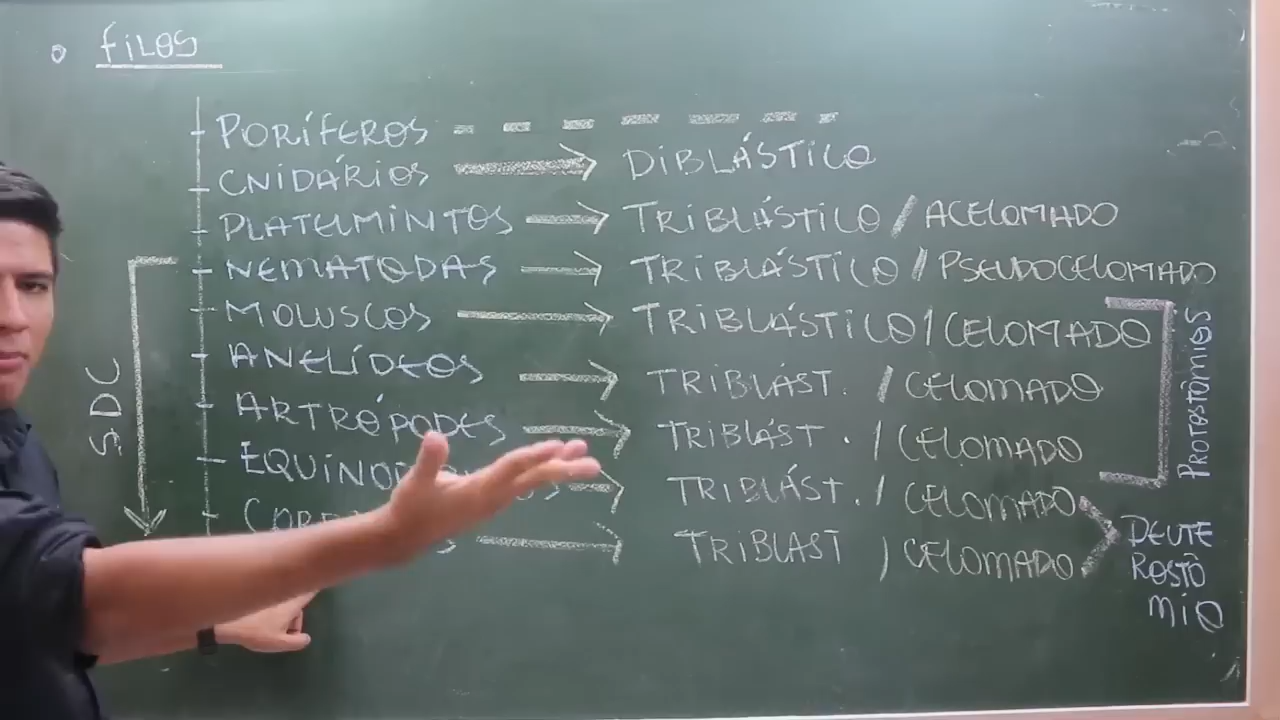 FILOS
PORÍFEROS
CNIDÁRIOS DIBLÁSTICO
PLATELMINTOS TRIBLÁSTICO / ACELOMADO
NEMATODAS TRIBLÁSTICO / PSEUDOCELOMADO
MOLUSCOS TRIBLÁSTICO / CELOMADO
ANELÍDEOS TRIBLÁST. / CELOMADO
ARTRÓPODES TRIBLÁST. / CELOMADO
TRIBLÁST. / CELOMADO
TRIBLAST / CELOMADO
SDC
PROTOSTÔMIOS
DEUTE
ROSTÔ
MIO